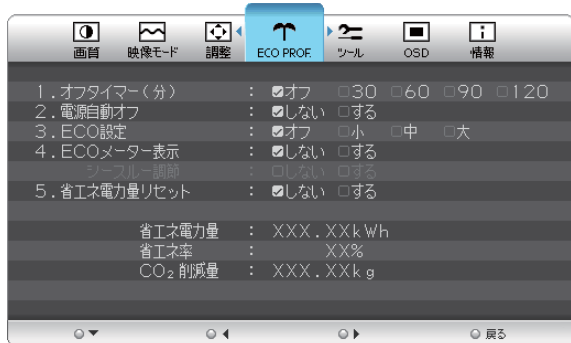 画質 映像モード 調整 ECO PROF. ツール OSD 情報
1.オフタイマー(分) : ☑オフ □30 □60 □90 □120
2.電源自動オフ : ☑しない □する
3.ECO設定 : ☑オフ □小 □中 □大
4.ECOメーター表示 : ☑しない □する
シースルー調節 : □しない □する
5.省エネ電力量リセット : ☑しない □する
省エネ電力量 : XXX.XXkWh
省エネ率 : XX%
CO₂削減量 : XXX.XXkg
▼ ◀ ▶ 戻る